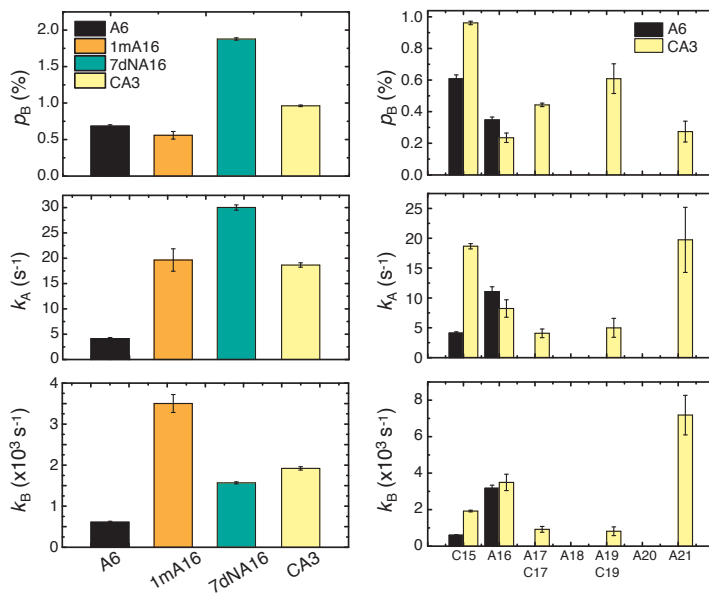 A6
1mA16
7dNA16
CA3
pB (%)
2.0
1.5
1.0
0.5
0.0
kA (s-1)
30
25
20
15
10
5
0
kB (x10³ s-1)
4
3
2
1
0
A6
1mA16
7dNA16
CA3
A6
CA3
pB (%)
1.0
0.8
0.6
0.4
0.2
0.0
kA (s-1)
25
20
15
10
5
0
kB (x10³ s-1)
8
6
4
2
0
C15 A16 A17 A18 A19 A20 A21
C17 C19